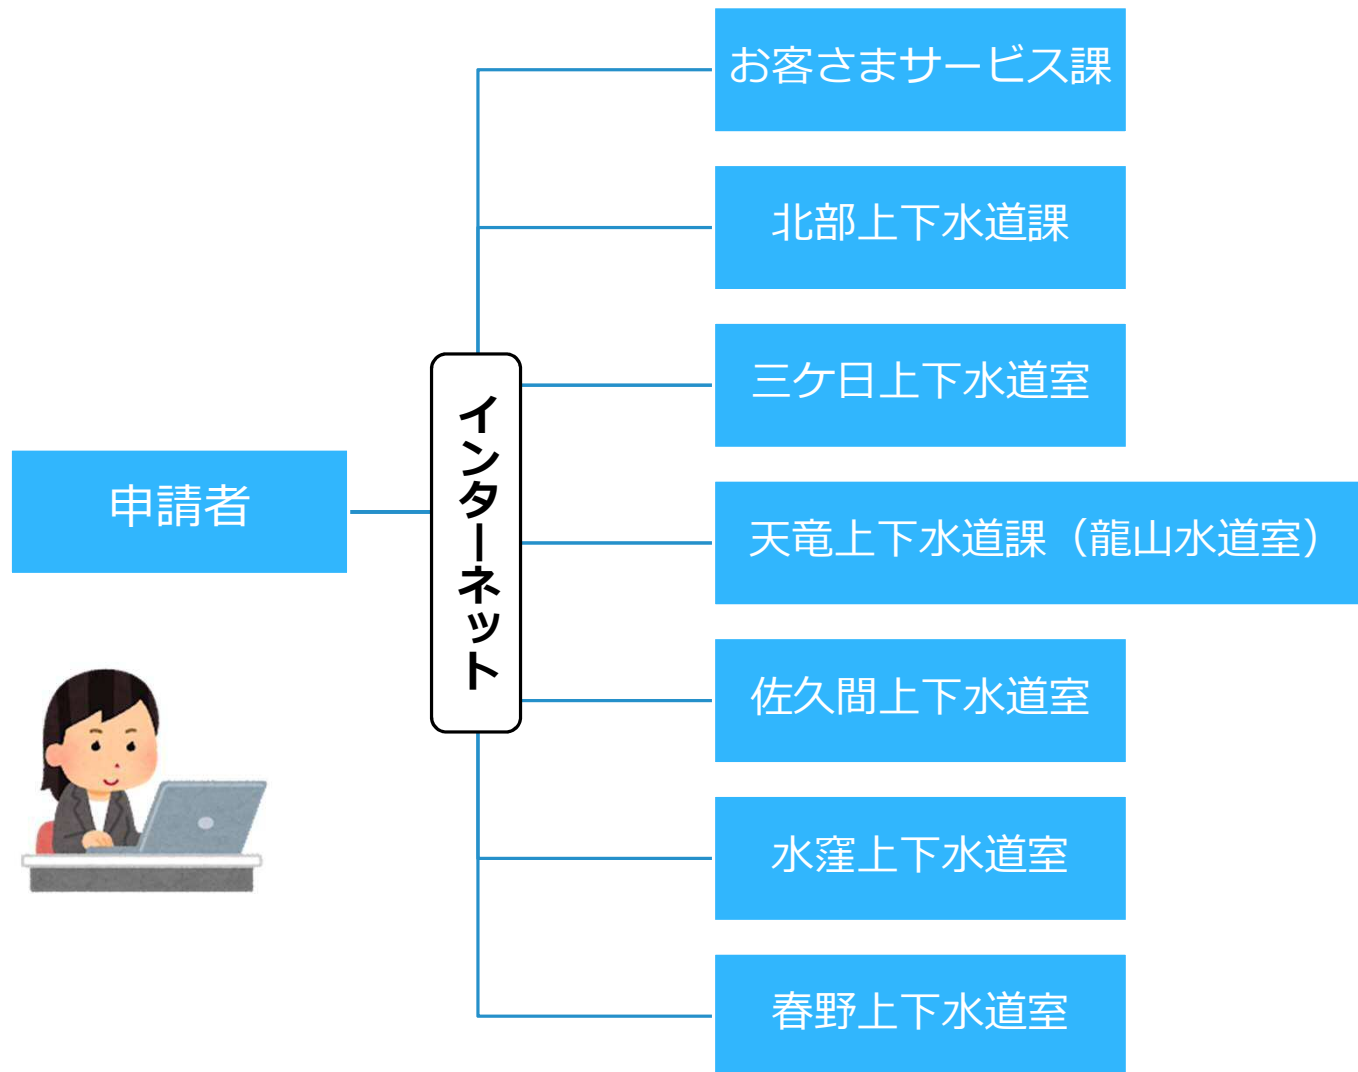 お客さまサービス課
北部上下水道課
三ケ日上下水道室
インターネット
申請者
天竜上下水道課（龍山水道室）
佐久間上下水道室
水窪上下水道室
春野上下水道室